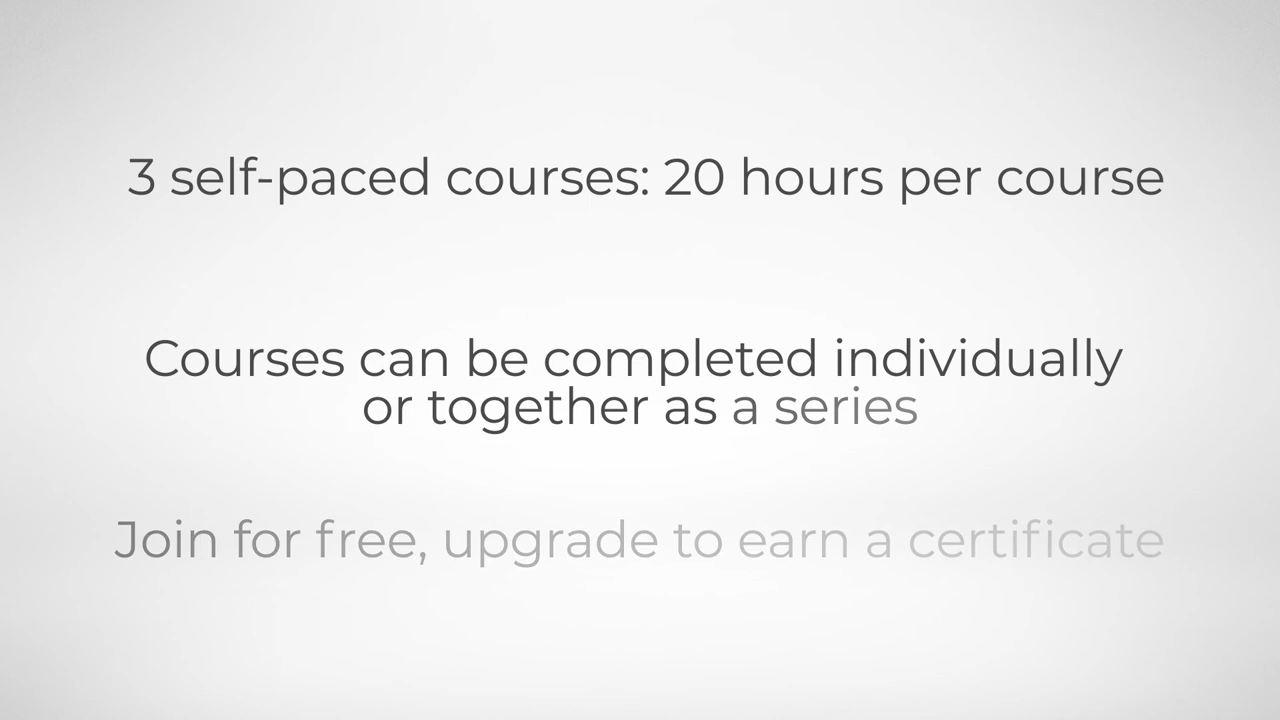 3 self-paced courses: 20 hours per course
Courses can be completed individually
or together as a series
Join for free, upgrade to earn a certificate